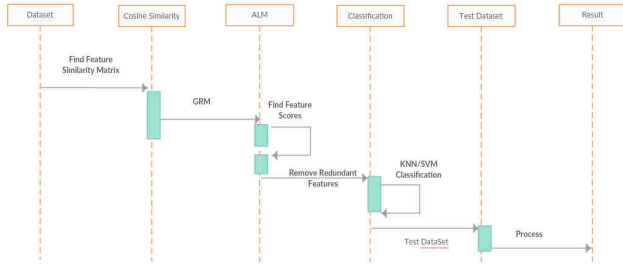 Dataset
Cosine Similarity
ALM
Classification
Test Dataset
Result
Find Feature
Similarity Matrix
GRM
Find Feature
Scores
Remove Redundant
Features
KNN/SVM
Classification
Test DataSet
Process